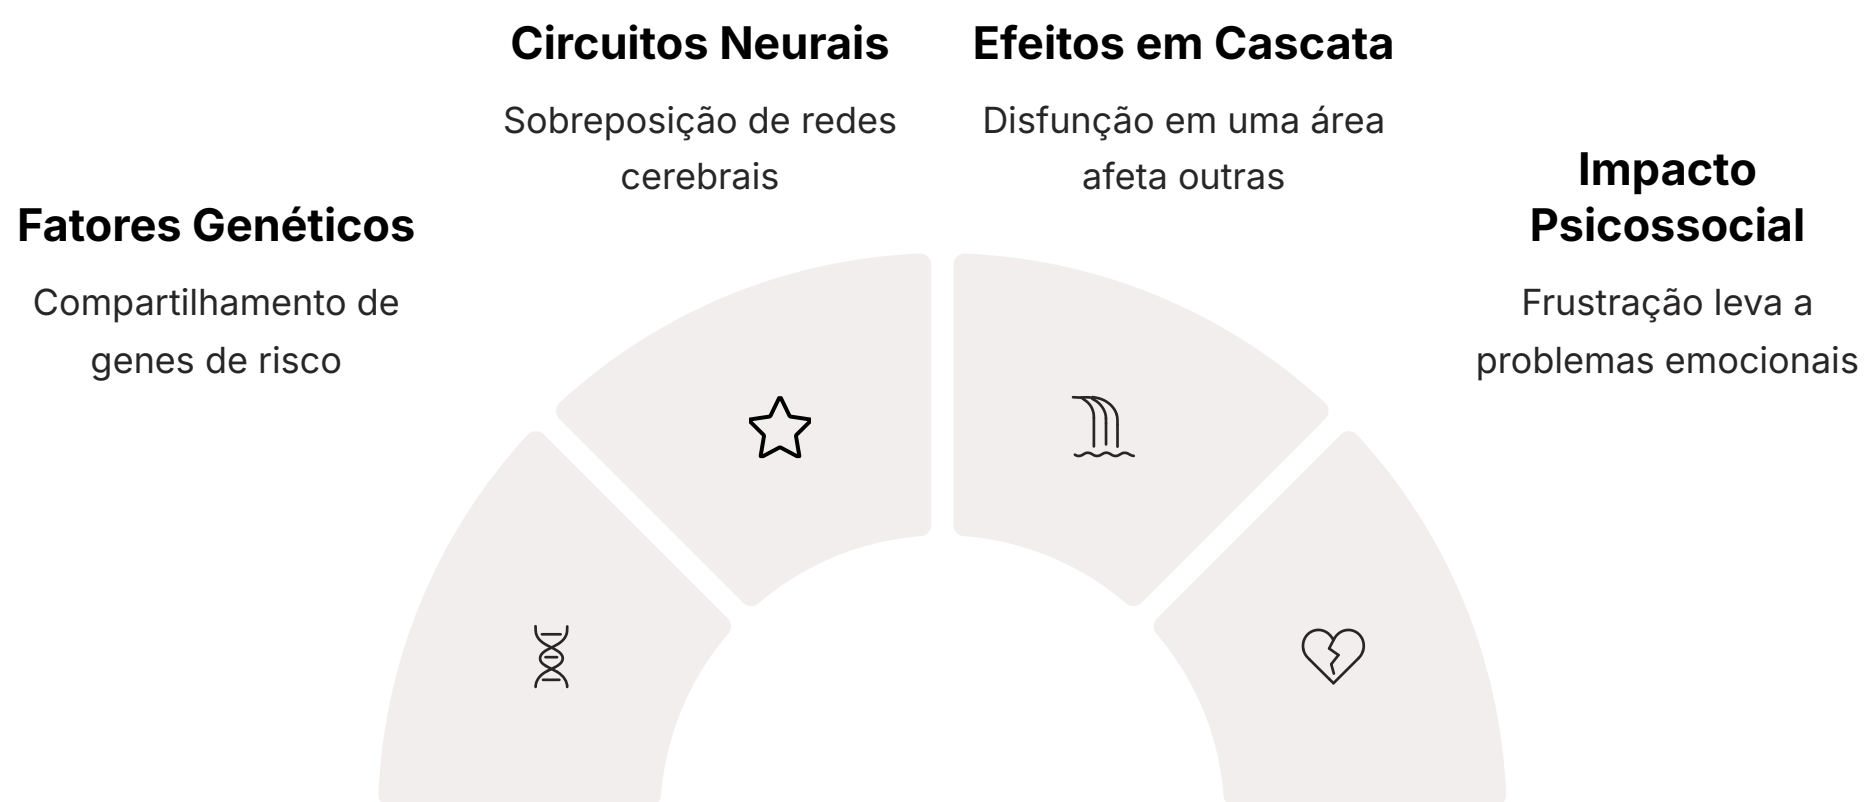 Fatores Genéticos
Compartilhamento de
genes de risco
Circuitos Neurais
Sobreposição de redes
cerebrais
Efeitos em Cascata
Disfunção em uma área
afeta outras
Impacto
Psicossocial
Frustração leva a
problemas emocionais